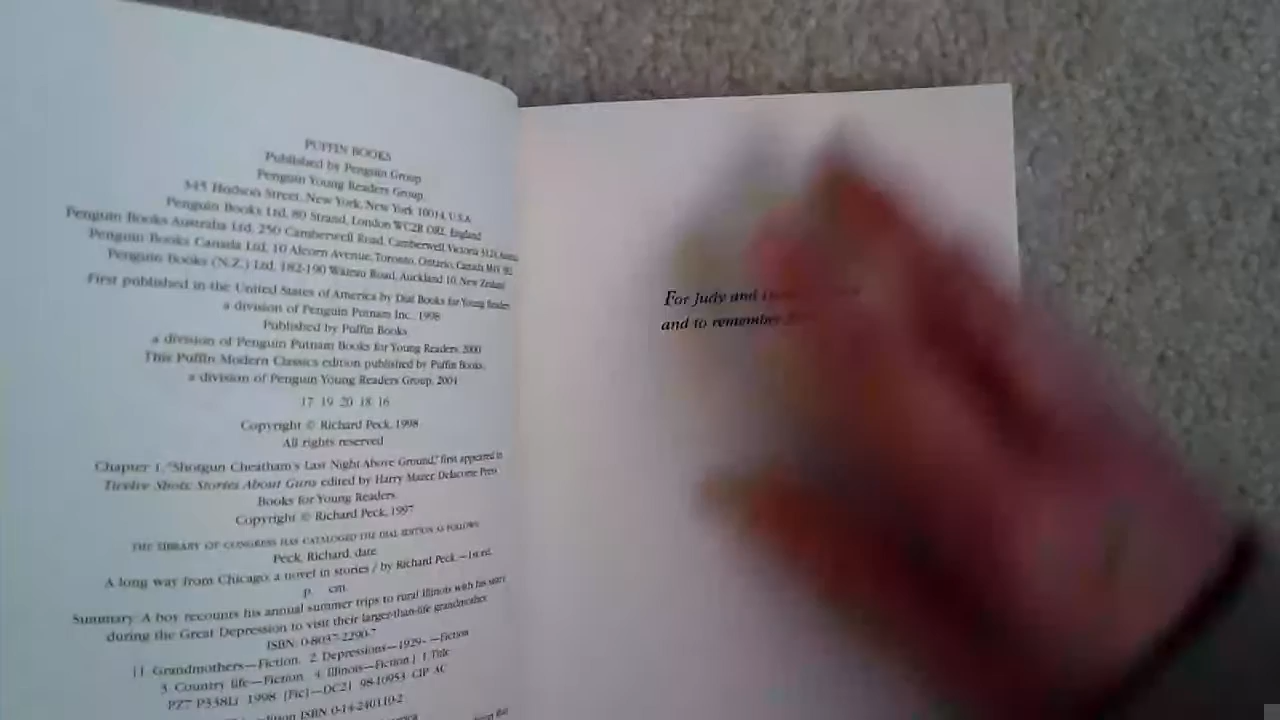 PUFFIN BOOKS
Published by Penguin Group
Penguin Young Readers Group,
345 Hudson Street, New York, New York 10014, U.S.A.
Penguin Books Ltd, 80 Strand, London WC2R 0RL, England
Penguin Books Australia Ltd, 250 Camberwell Road, Camberwell Victoria 3124,
Penguin Books Canada Ltd, 10 Alcorn Avenue, Toronto, Ontario, Canada
Penguin Books (N.Z.) Ltd, 182-190 Wairau Road, Auckland 10, New Zealand
First published in the United States of America by Dial Books for Young Readers
a division of Penguin Putnam Inc., 1998
Published by Puffin Books,
a division of Penguin Putnam Books for Young Readers, 2000
This Puffin Modern Classics edition published by Puffin Books,
a division of Penguin Young Readers Group, 2004
17 19 20 18 16
Copyright © Richard Peck, 1998
All rights reserved
Chapter 1, "Shotgun Cheatham's Last Night Above Ground," first appeared in
Twelve Shots: Stories About Guns edited by Harry Mazer, Delacorte Press
Books for Young Readers
Copyright © Richard Peck, 1997
THE LIBRARY OF CONGRESS HAS CATALOGED THE DIAL EDITION AS FOLLOWS:
Peck, Richard, date
A long way from Chicago: a novel in stories / by Richard Peck.—1st ed.
p. cm.
Summary: A boy recounts his annual summer trips to rural Illinois with his sister
during the Great Depression to visit their larger-than-life grandmother.
ISBN: 0-8037-2290-7
[1. Grandmothers—Fiction. 2. Depressions—1929- —Fiction.
3. Country life—Fiction. 4. Illinois—Fiction.] I. Title.
PZ7 P338Li 1998 [Fic]—DC21 98-10953 CIP AC
edition ISBN 0-14-240110-2
For Judy and
and to remember